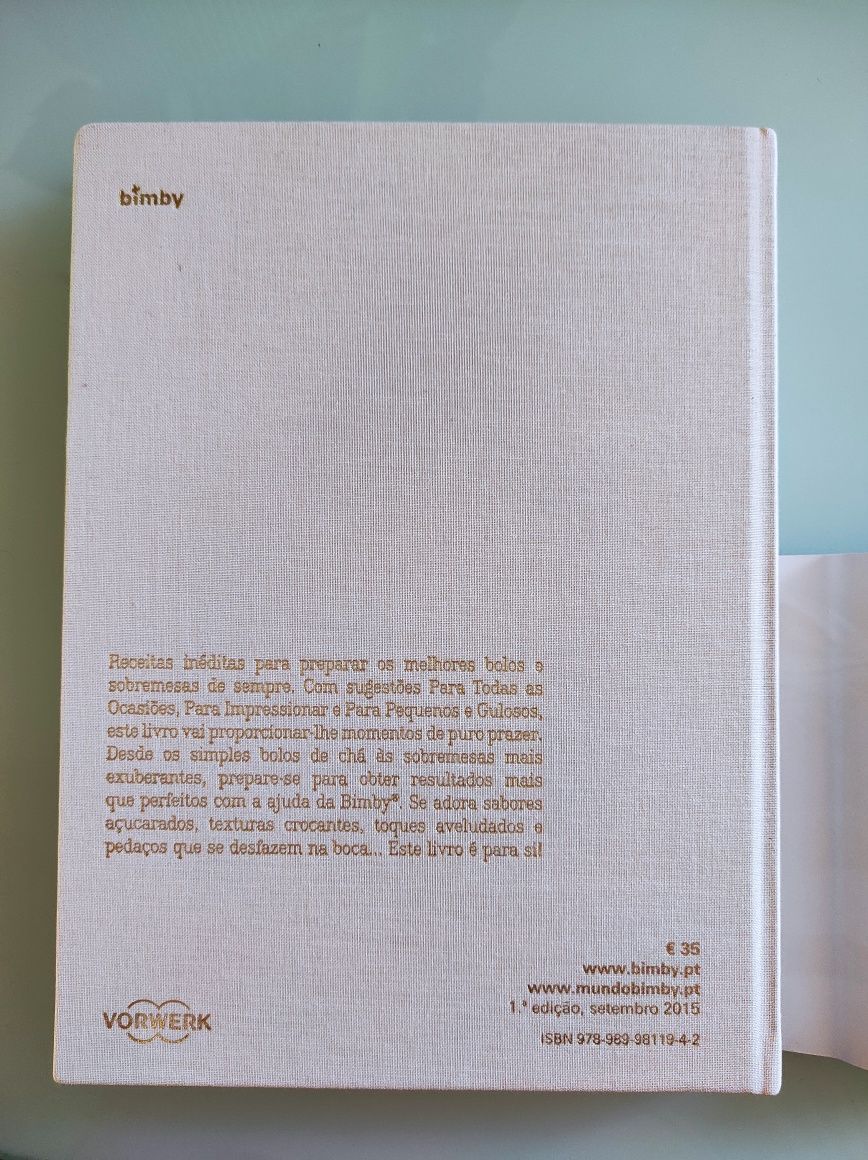 bimby
Receitas inéditas para preparar os melhores bolos e
sobremesas de sempre. Com sugestões Para Todas as
Ocasiões, Para Impressionar e Para Pequenos e Gulosos,
este livro vai proporcionar-lhe momentos de puro prazer.
Desde os simples bolos de chá às sobremesas mais
exuberantes, prepare-se para obter resultados mais
que perfeitos com a ajuda da Bimby®. Se adora sabores
açucarados, texturas crocantes, toques aveludados e
pedaços que se desfazem na boca... Este livro é para si!
€ 35
www.bimby.pt
www.mundobimby.pt
1.ª edição, setembro 2015
ISBN 978-989-98119-4-2
VORWERK